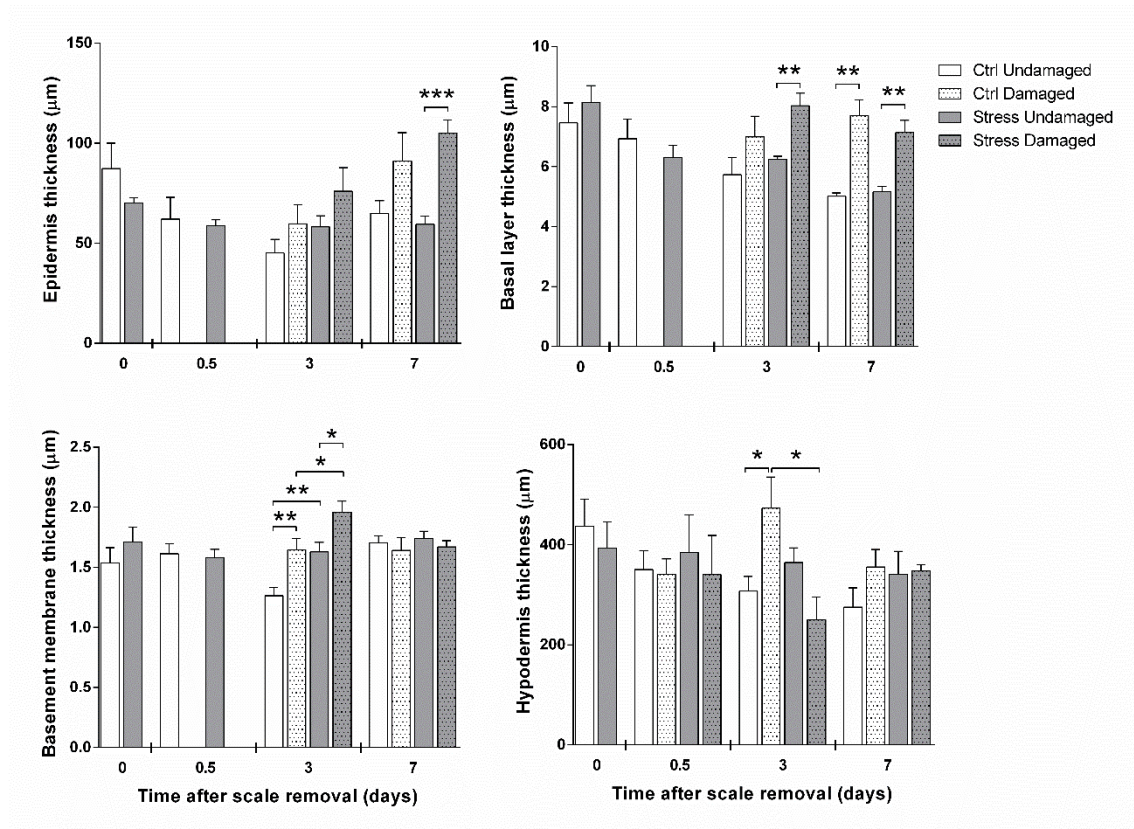 Epidermis thickness (μm)
150
100
50
0
***
0 0.5 3 7
Basal layer thickness (μm)
10
8
6
4
2
0
** ** **
0 0.5 3 7
Ctrl Undamaged
Ctrl Damaged
Stress Undamaged
Stress Damaged
Basement membrane thickness (μm)
2.5
2.0
1.5
1.0
0.5
0.0
*
*
**
**
0 0.5 3 7
Time after scale removal (days)
Hypodermis thickness (μm)
600
400
200
0
* *
0 0.5 3 7
Time after scale removal (days)